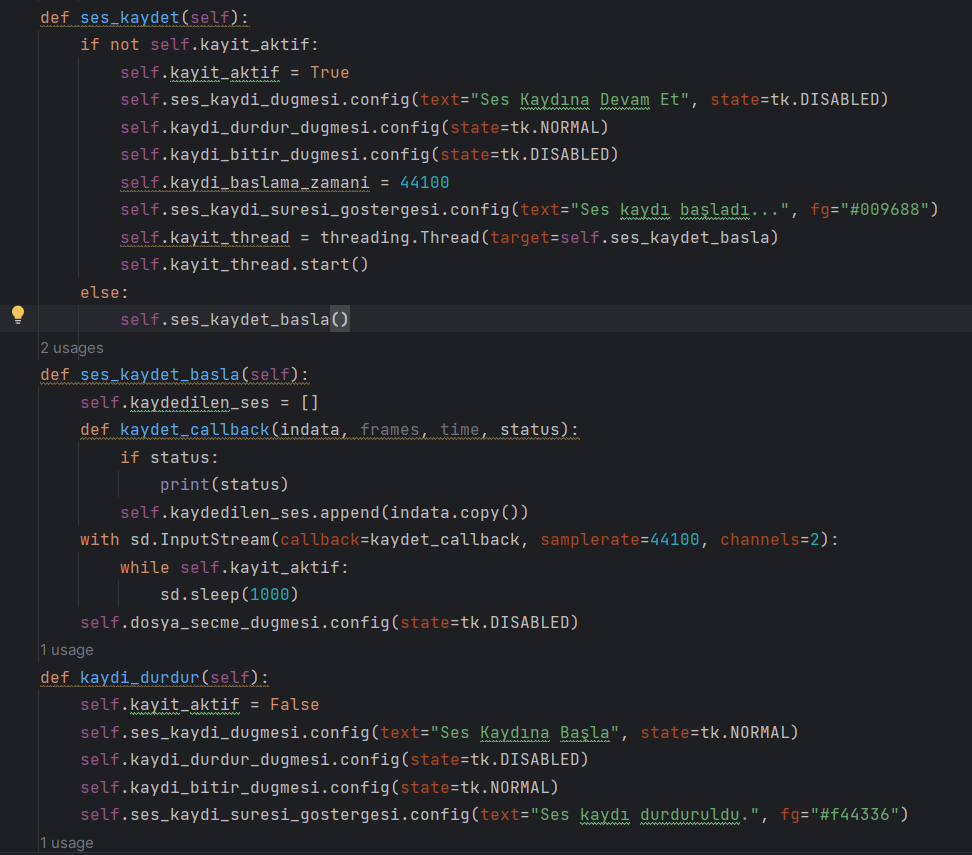 def ses_kaydet(self):
    if not self.kayit_aktif:
        self.kayit_aktif = True
        self.ses_kaydi_dugmesi.config(text="Ses Kaydına Devam Et", state=tk.DISABLED)
        self.kaydi_durdur_dugmesi.config(state=tk.NORMAL)
        self.kaydi_bitir_dugmesi.config(state=tk.DISABLED)
        self.kaydi_baslama_zamani = 44100
        self.ses_kaydi_suresi_gostergesi.config(text="Ses kaydı başladı...", fg="#009688")
        self.kayit_thread = threading.Thread(target=self.ses_kaydet_basla)
        self.kayit_thread.start()
    else:
        self.ses_kaydet_basla()
2 usages
def ses_kaydet_basla(self):
    self.kaydedilen_ses = []
    def kaydet_callback(indata, frames, time, status):
        if status:
            print(status)
        self.kaydedilen_ses.append(indata.copy())
    with sd.InputStream(callback=kaydet_callback, samplerate=44100, channels=2):
        while self.kayit_aktif:
            sd.sleep(1000)
    self.dosya_secme_dugmesi.config(state=tk.DISABLED)
1 usage
def kaydi_durdur(self):
    self.kayit_aktif = False
    self.ses_kaydi_dugmesi.config(text="Ses Kaydına Başla", state=tk.NORMAL)
    self.kaydi_durdur_dugmesi.config(state=tk.DISABLED)
    self.kaydi_bitir_dugmesi.config(state=tk.NORMAL)
    self.ses_kaydi_suresi_gostergesi.config(text="Ses kaydı durduruldu.", fg="#f44336")
1 usage